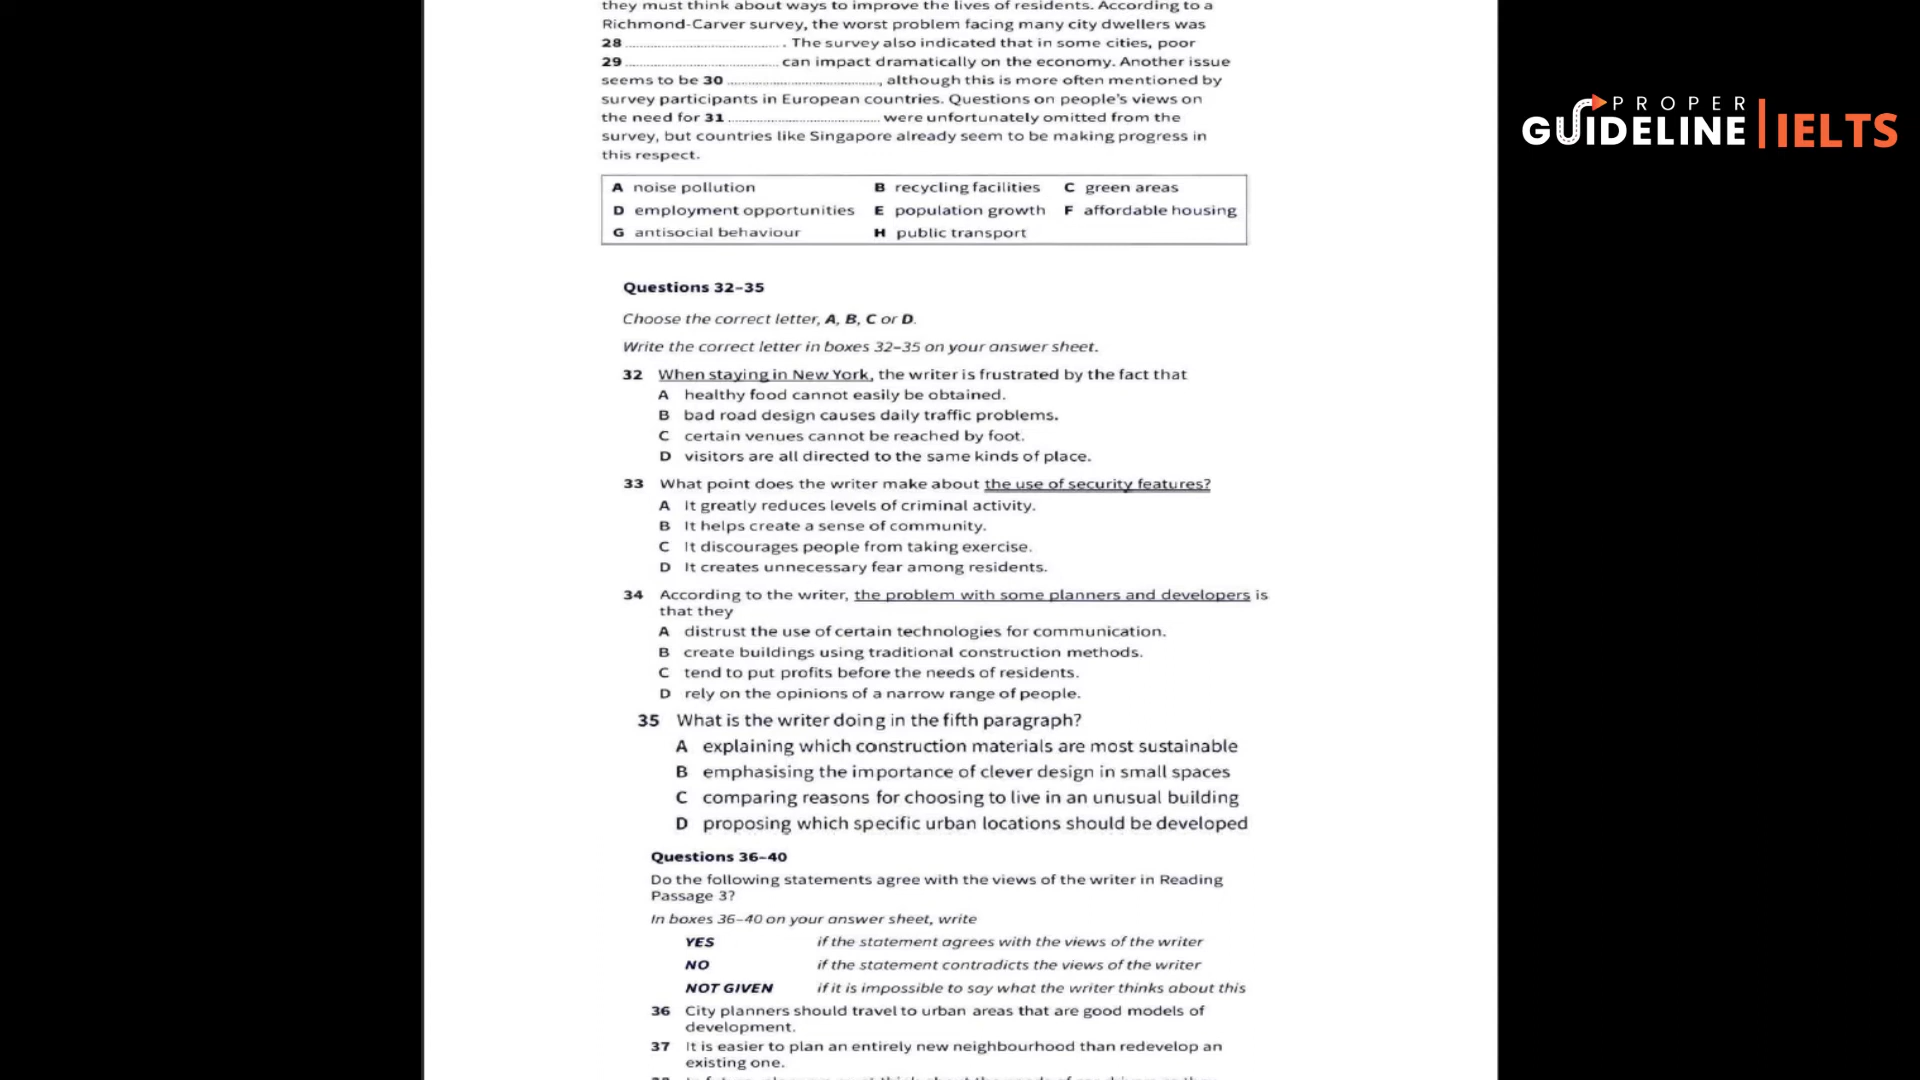 they must think about ways to improve the lives of residents. According to a
Richmond-Carver survey, the worst problem facing many city dwellers was
28 .................................... . The survey also indicated that in some cities, poor
29 .................................... can impact dramatically on the economy. Another issue
seems to be 30 ...................................., although this is more often mentioned by
survey participants in European countries. Questions on people's views on
the need for 31 .................................... were unfortunately omitted from the
survey, but countries like Singapore already seem to be making progress in
this respect.
PROPER
GUIDELINE | IELTS
A noise pollution B recycling facilities C green areas
D employment opportunities E population growth F affordable housing
G antisocial behaviour H public transport
Questions 32–35
Choose the correct letter, A, B, C or D.
Write the correct letter in boxes 32–35 on your answer sheet.
32 When staying in New York, the writer is frustrated by the fact that
A healthy food cannot easily be obtained.
B bad road design causes daily traffic problems.
C certain venues cannot be reached by foot.
D visitors are all directed to the same kinds of place.
33 What point does the writer make about the use of security features?
A It greatly reduces levels of criminal activity.
B It helps create a sense of community.
C It discourages people from taking exercise.
D It creates unnecessary fear among residents.
34 According to the writer, the problem with some planners and developers is
that they
A distrust the use of certain technologies for communication.
B create buildings using traditional construction methods.
C tend to put profits before the needs of residents.
D rely on the opinions of a narrow range of people.
35 What is the writer doing in the fifth paragraph?
A explaining which construction materials are most sustainable
B emphasising the importance of clever design in small spaces
C comparing reasons for choosing to live in an unusual building
D proposing which specific urban locations should be developed
Questions 36–40
Do the following statements agree with the views of the writer in Reading
Passage 3?
In boxes 36–40 on your answer sheet, write
YES if the statement agrees with the views of the writer
NO if the statement contradicts the views of the writer
NOT GIVEN if it is impossible to say what the writer thinks about this
36 City planners should travel to urban areas that are good models of
development.
37 It is easier to plan an entirely new neighbourhood than redevelop an
existing one.